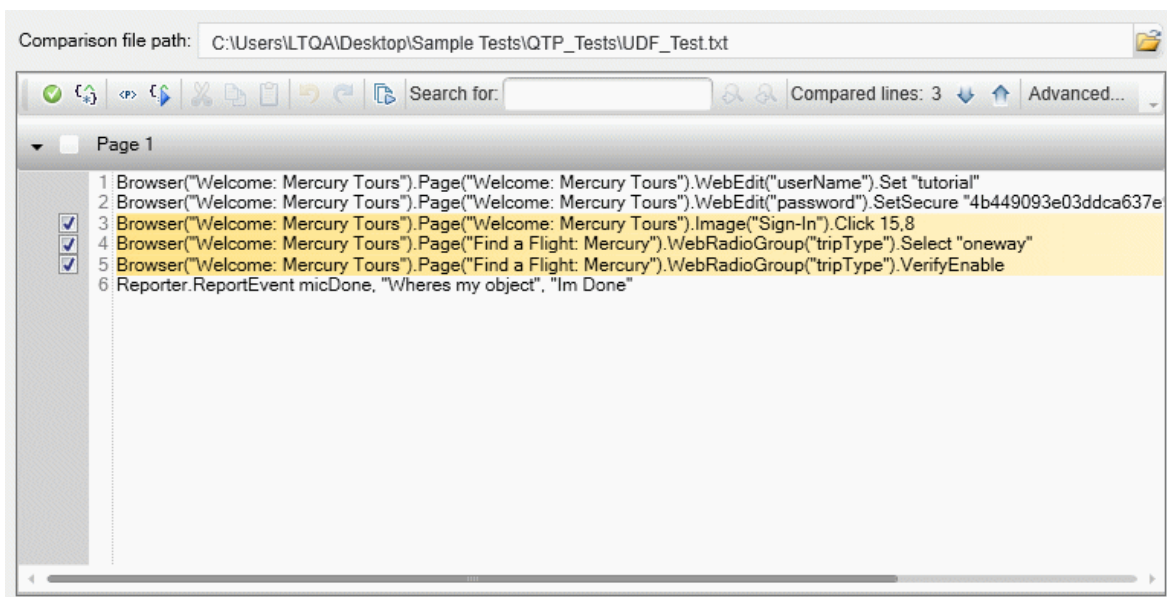 Comparison file path: C:\Users\LTQA\Desktop\Sample Tests\QTP_Tests\UDF_Test.txt
Search for: Compared lines: 3 Advanced...
Page 1
1 Browser("Welcome: Mercury Tours").Page("Welcome: Mercury Tours").WebEdit("userName").Set "tutorial"
2 Browser("Welcome: Mercury Tours").Page("Welcome: Mercury Tours").WebEdit("password").SetSecure "4b449093e03ddca637e
3 Browser("Welcome: Mercury Tours").Page("Welcome: Mercury Tours").Image("Sign-In").Click 15,8
4 Browser("Welcome: Mercury Tours").Page("Find a Flight: Mercury").WebRadioGroup("tripType").Select "oneway"
5 Browser("Welcome: Mercury Tours").Page("Find a Flight: Mercury").WebRadioGroup("tripType").VerifyEnable
6 Reporter.ReportEvent micDone, "Wheres my object", "Im Done"